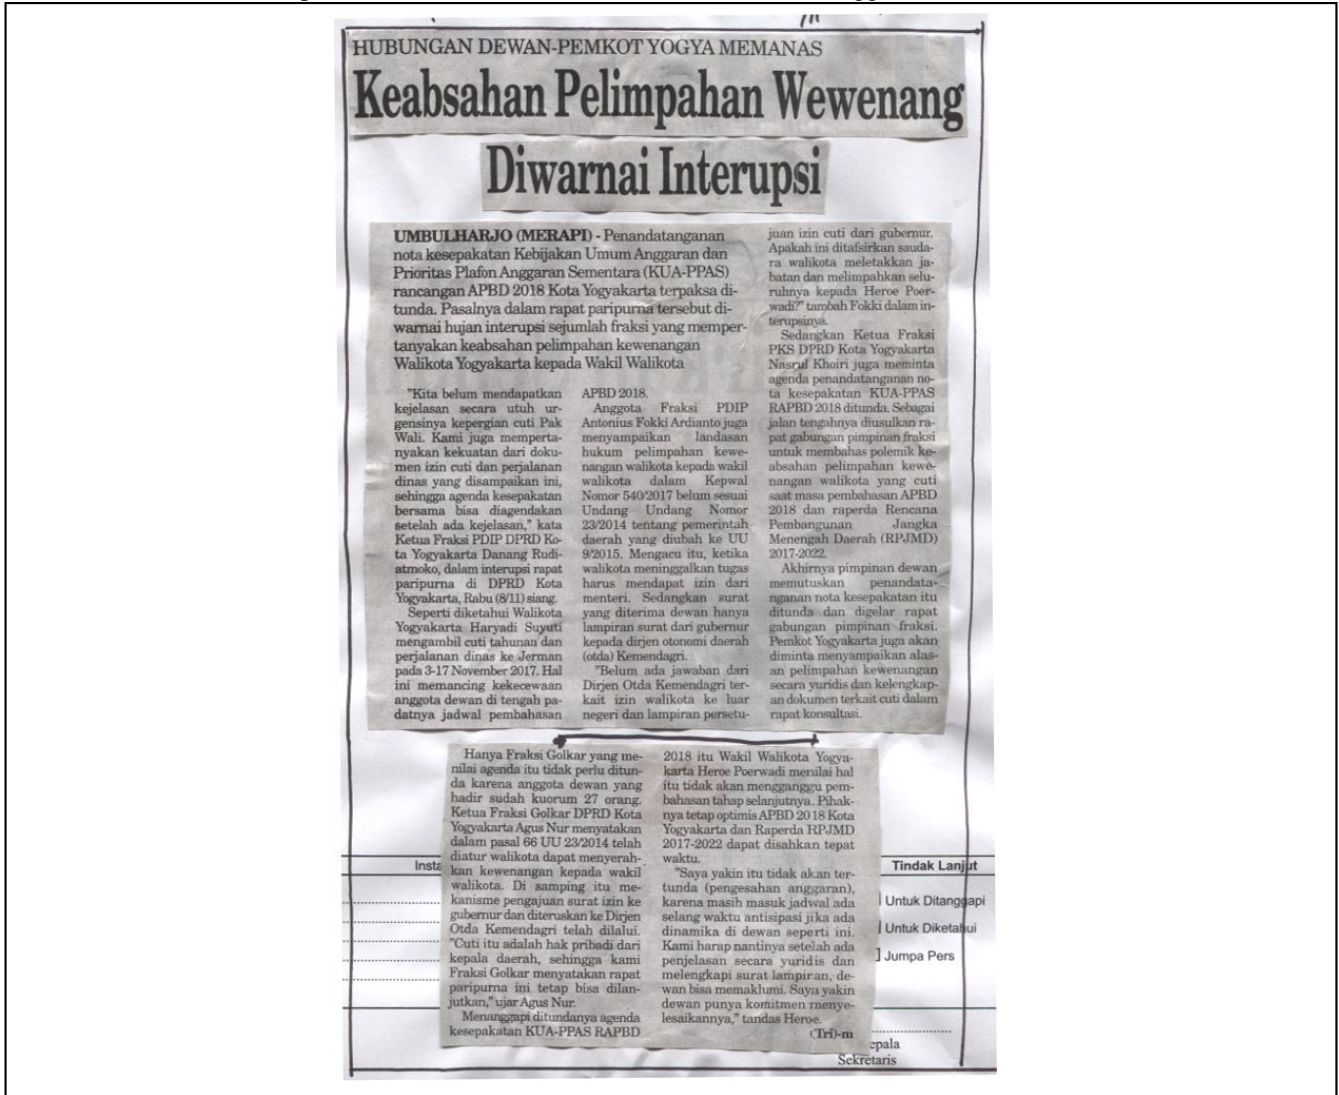 HUBUNGAN DEWAN-PEMKOT YOGYA MEMANAS
Keabsahan Pelimpahan Wewenang
Diwarnai Interupsi
UMBULHARJO (MERAPI) - Penandatanganan
nota kesepakatan Kebijakan Umum Anggaran dan
Prioritas Plafon Anggaran Sementara (KUA-PPAS)
rancangan APBD 2018 Kota Yogyakarta terpaksa di-
tunda. Pasalnya dalam rapat paripurna tersebut di-
warnai hujan interupsi sejumlah fraksi yang memper-
tanyakan keabsahan pelimpahan kewenangan
Walikota Yogyakarta kepada Wakil Walikota
"Kita belum mendapatkan
kejelasan secara utuh ur-
gensinya kepergian cuti Pak
Wali. Kami juga memperta-
nyakan kekuatan dari doku-
men izin cuti dan perjalanan
dinas yang disampaikan ini,
sehingga agenda kesepakatan
bersama bisa diagendakan
setelah ada kejelasan," kata
Ketua Fraksi PDIP DPRD Ko-
ta Yogyakarta Danang Rudi-
atmoko, dalam interupsi rapat
paripurna di DPRD Kota
Yogyakarta, Rabu (8/11) siang.
Seperti diketahui Walikota
Yogyakarta Haryadi Suyuti
mengambil cuti tahunan dan
perjalanan dinas ke Jerman
pada 3-17 November 2017. Hal
ini memancing kekecewaan
anggota dewan di tengah pa-
datnya jadwal pembahasan
APBD 2018.
Anggota Fraksi PDIP
Antonius Fokki Ardianto juga
menyampaikan landasan
hukum pelimpahan kewe-
nangan walikota kepada wakil
walikota dalam Kepwal
Nomor 540/2017 belum sesuai
Undang Undang Nomor
23/2014 tentang pemerintah
daerah yang diubah ke UU
9/2015. Mengacu itu, ketika
walikota meninggalkan tugas
harus mendapat izin dari
menteri. Sedangkan surat
yang diterima dewan hanya
lampiran surat dari gubernur
kepada dirjen otonomi daerah
(otda) Kemendagri.
"Belum ada jawaban dari
Dirjen Otda Kemendagri ter-
kait izin walikota ke luar
negeri dan lampiran persetu-
juan izin cuti dari gubernur.
Apakah ini ditafsirkan sauda-
ra walikota meletakkan ja-
batan dan melimpahkan selu-
ruhnya kepada Heroe Poer-
wadi?" tambah Fokki dalam in-
terupsinya.
Sedangkan Ketua Fraksi
PKS DPRD Kota Yogyakarta
Nasrul Khoiri juga meminta
agenda penandatanganan no-
ta kesepakatan KUA-PPAS
RAPBD 2018 ditunda. Sebagai
jalan tengahnya diusulkan ra-
pat gabungan pimpinan fraksi
untuk membahas polemik ke-
absahan pelimpahan kewe-
nangan walikota yang cuti
saat masa pembahasan APBD
2018 dan raperda Rencana
Pembangunan Jangka
Menengah Daerah (RPJMD)
2017-2022.
Akhirnya pimpinan dewan
memutuskan penandata-
nganan nota kesepakatan itu
ditunda dan digelar rapat
gabungan pimpinan fraksi.
Pemkot Yogyakarta juga akan
diminta menyampaikan alas-
an pelimpahan kewenangan
secara yuridis dan kelengkap-
an dokumen terkait cuti dalam
rapat konsultasi.
Hanya Fraksi Golkar yang me-
nilai agenda itu tidak perlu ditun-
da karena anggota dewan yang
hadir sudah kuorum 27 orang.
Ketua Fraksi Golkar DPRD Kota
Yogyakarta Agus Nur menyatakan
dalam pasal 66 UU 23/2014 telah
diatur walikota dapat menyerah-
kan kewenangan kepada wakil
walikota. Di samping itu me-
kanisme pengajuan surat izin ke
gubernur dan diteruskan ke Dirjen
Otda Kemendagri telah dilalui.
"Cuti itu adalah hak pribadi dari
kepala daerah, sehingga kami
Fraksi Golkar menyatakan rapat
paripurna ini tetap bisa dilan-
jutkan," ujar Agus Nur.
Menanggapi ditundanya agenda
kesepakatan KUA-PPAS RAPBD
2018 itu Wakil Walikota Yogya-
karta Heroe Poerwadi menilai hal
itu tidak akan mengganggu pem-
bahasan tahap selanjutnya. Pihak-
nya tetap optimis APBD 2018 Kota
Yogyakarta dan Raperda RPJMD
2017-2022 dapat disahkan tepat
waktu.
"Saya yakin itu tidak akan ter-
tunda (pengesahan anggaran),
karena masih masuk jadwal ada
selang waktu antisipasi jika ada
dinamika di dewan seperti ini.
Kami harap nantinya setelah ada
penjelasan secara yuridis dan
melengkapi surat lampiran, de-
wan bisa memaklumi. Saya yakin
dewan punya komitmen menye-
lesaikannya," tandas Heroe.
(Tri)-m
Insta
Tindak Lanjut
Untuk Ditanggapi
Untuk Diketahui
Jumpa Pers
epala
Sekretaris